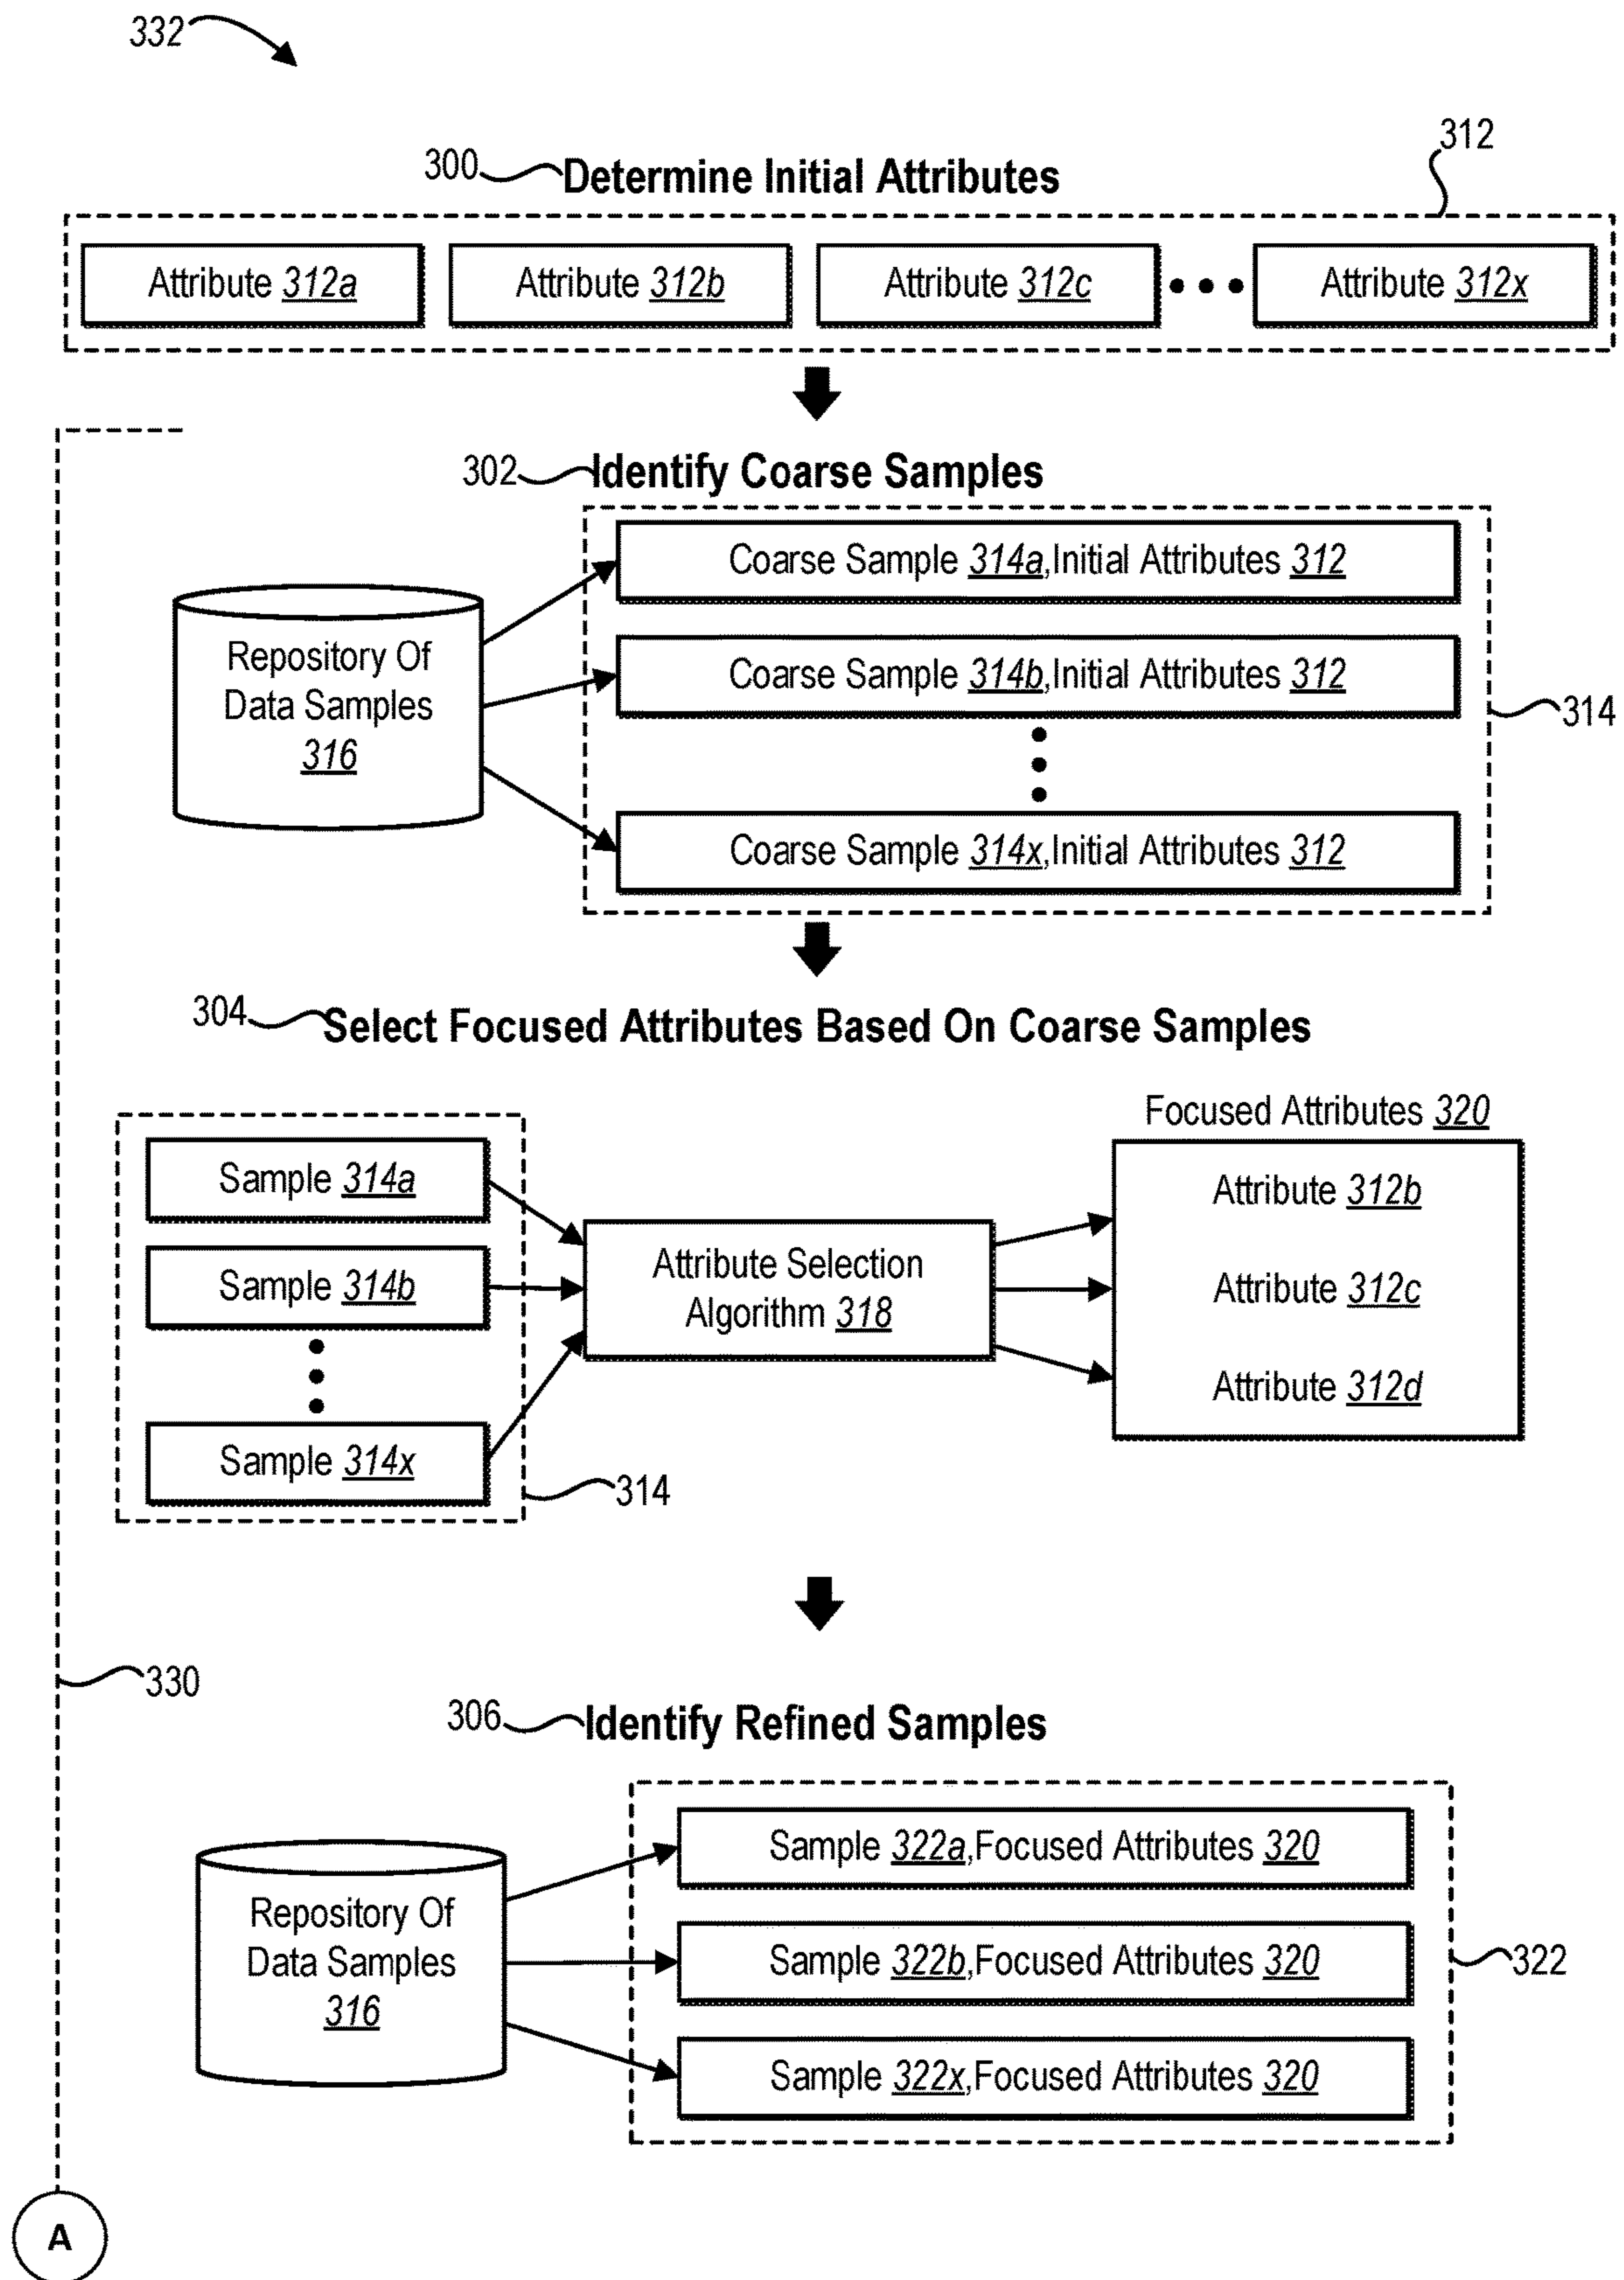 332
312
300 Determine Initial Attributes
Attribute 312a Attribute 312b Attribute 312c Attribute 312x
302 Identify Coarse Samples
Coarse Sample 314a,Initial Attributes 312
Repository Of
Data Samples
316
Coarse Sample 314b,Initial Attributes 312
314
Coarse Sample 314x,Initial Attributes 312
304 Select Focused Attributes Based On Coarse Samples
Sample 314a
Sample 314b
Sample 314x
314
Attribute Selection
Algorithm 318
Focused Attributes 320
Attribute 312b
Attribute 312c
Attribute 312d
330
306 Identify Refined Samples
Repository Of
Data Samples
316
Sample 322a,Focused Attributes 320
Sample 322b,Focused Attributes 320
Sample 322x,Focused Attributes 320
322
A